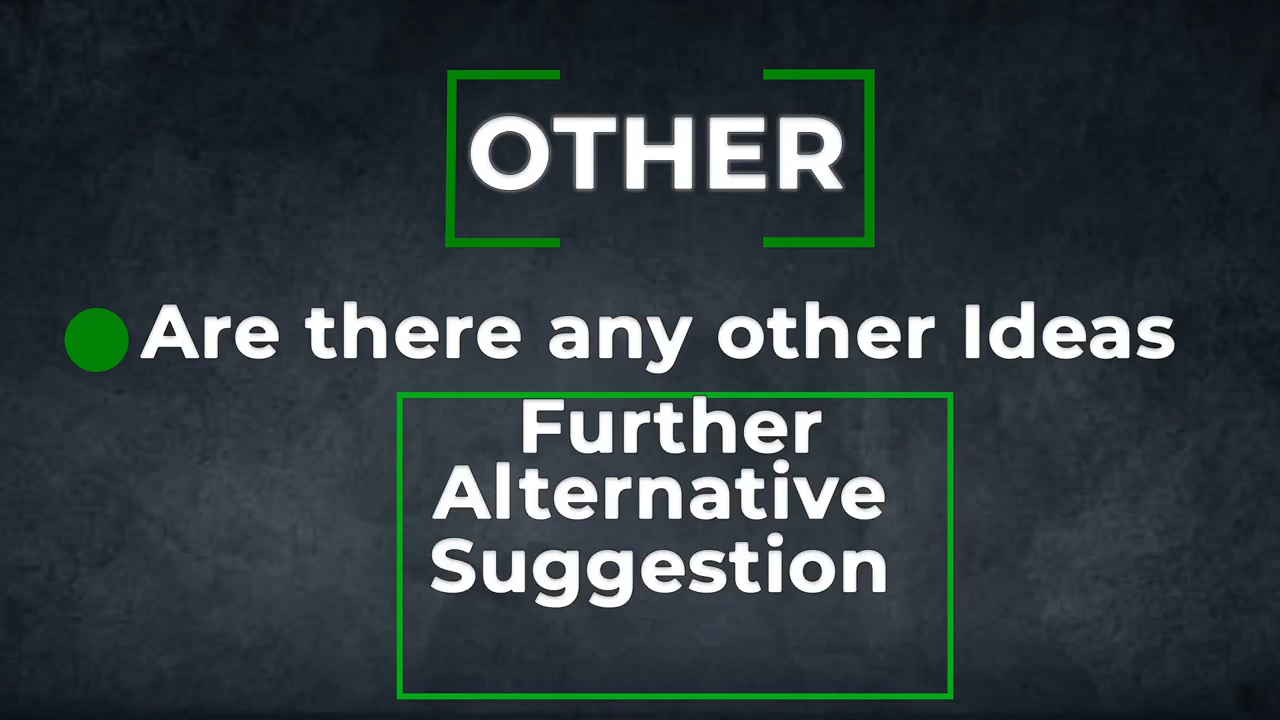 OTHER
Are there any other Ideas
Further
Alternative
Suggestion